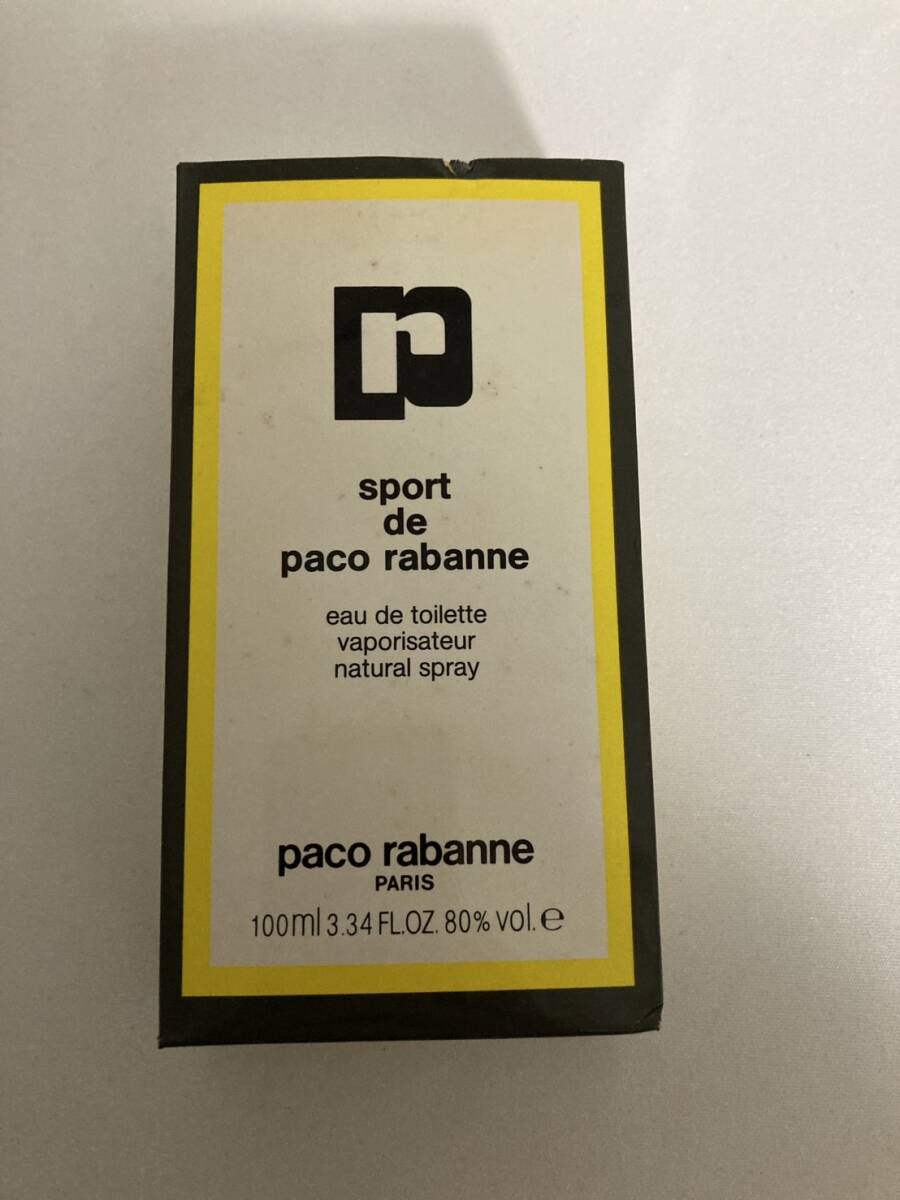 pr
sport
de
paco rabanne
eau de toilette
vaporisateur
natural spray
paco rabanne
PARIS
100ml 3.34 FL.OZ. 80% vol. ℮